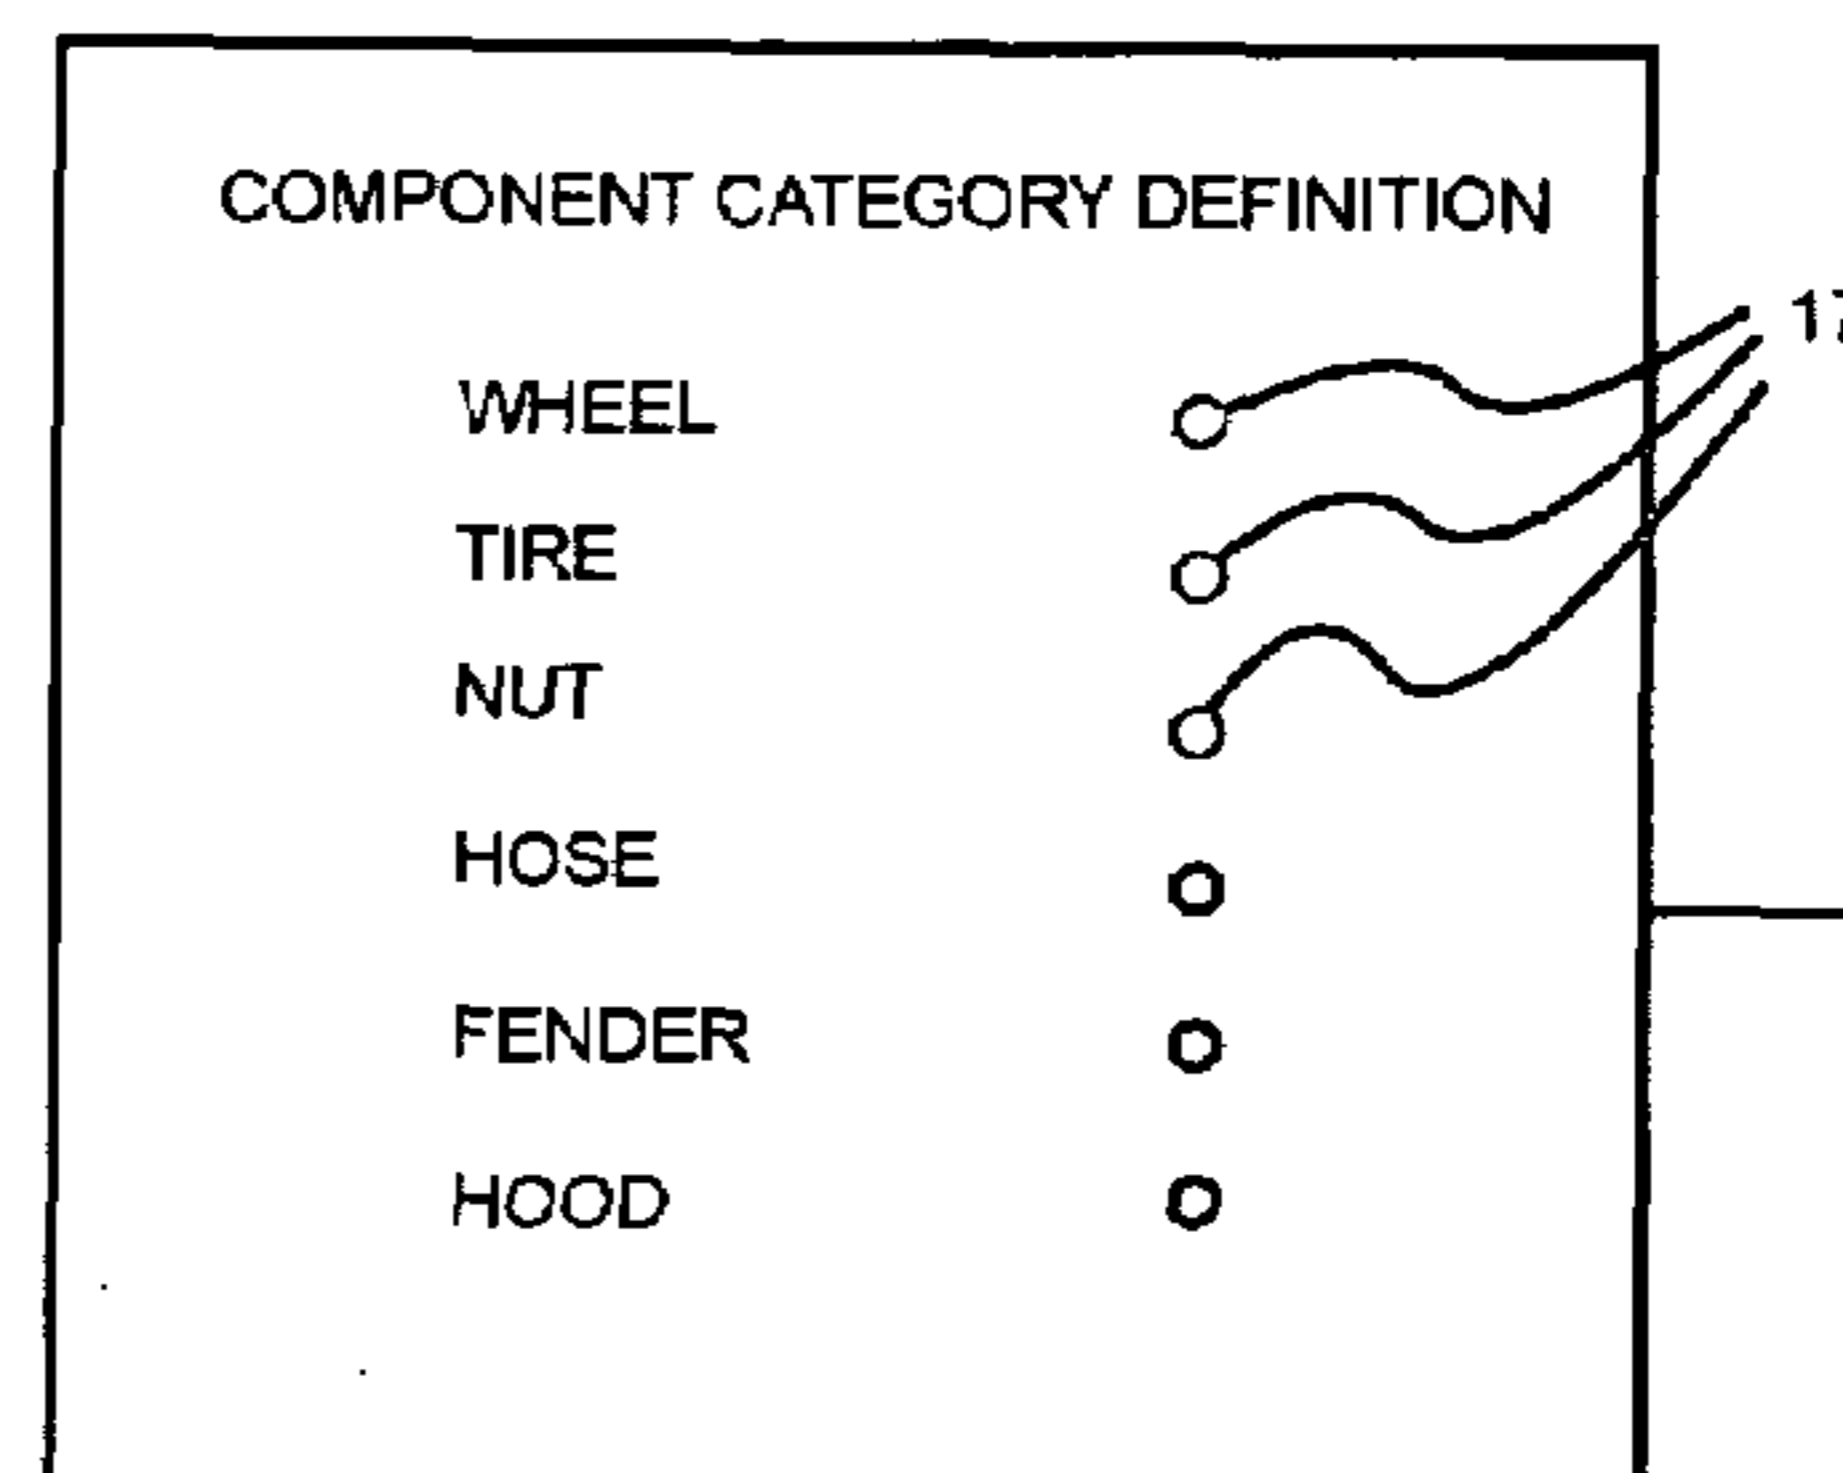 COMPONENT CATEGORY DEFINITION
WHEEL
TIRE
NUT
HOSE
FENDER
HOOD